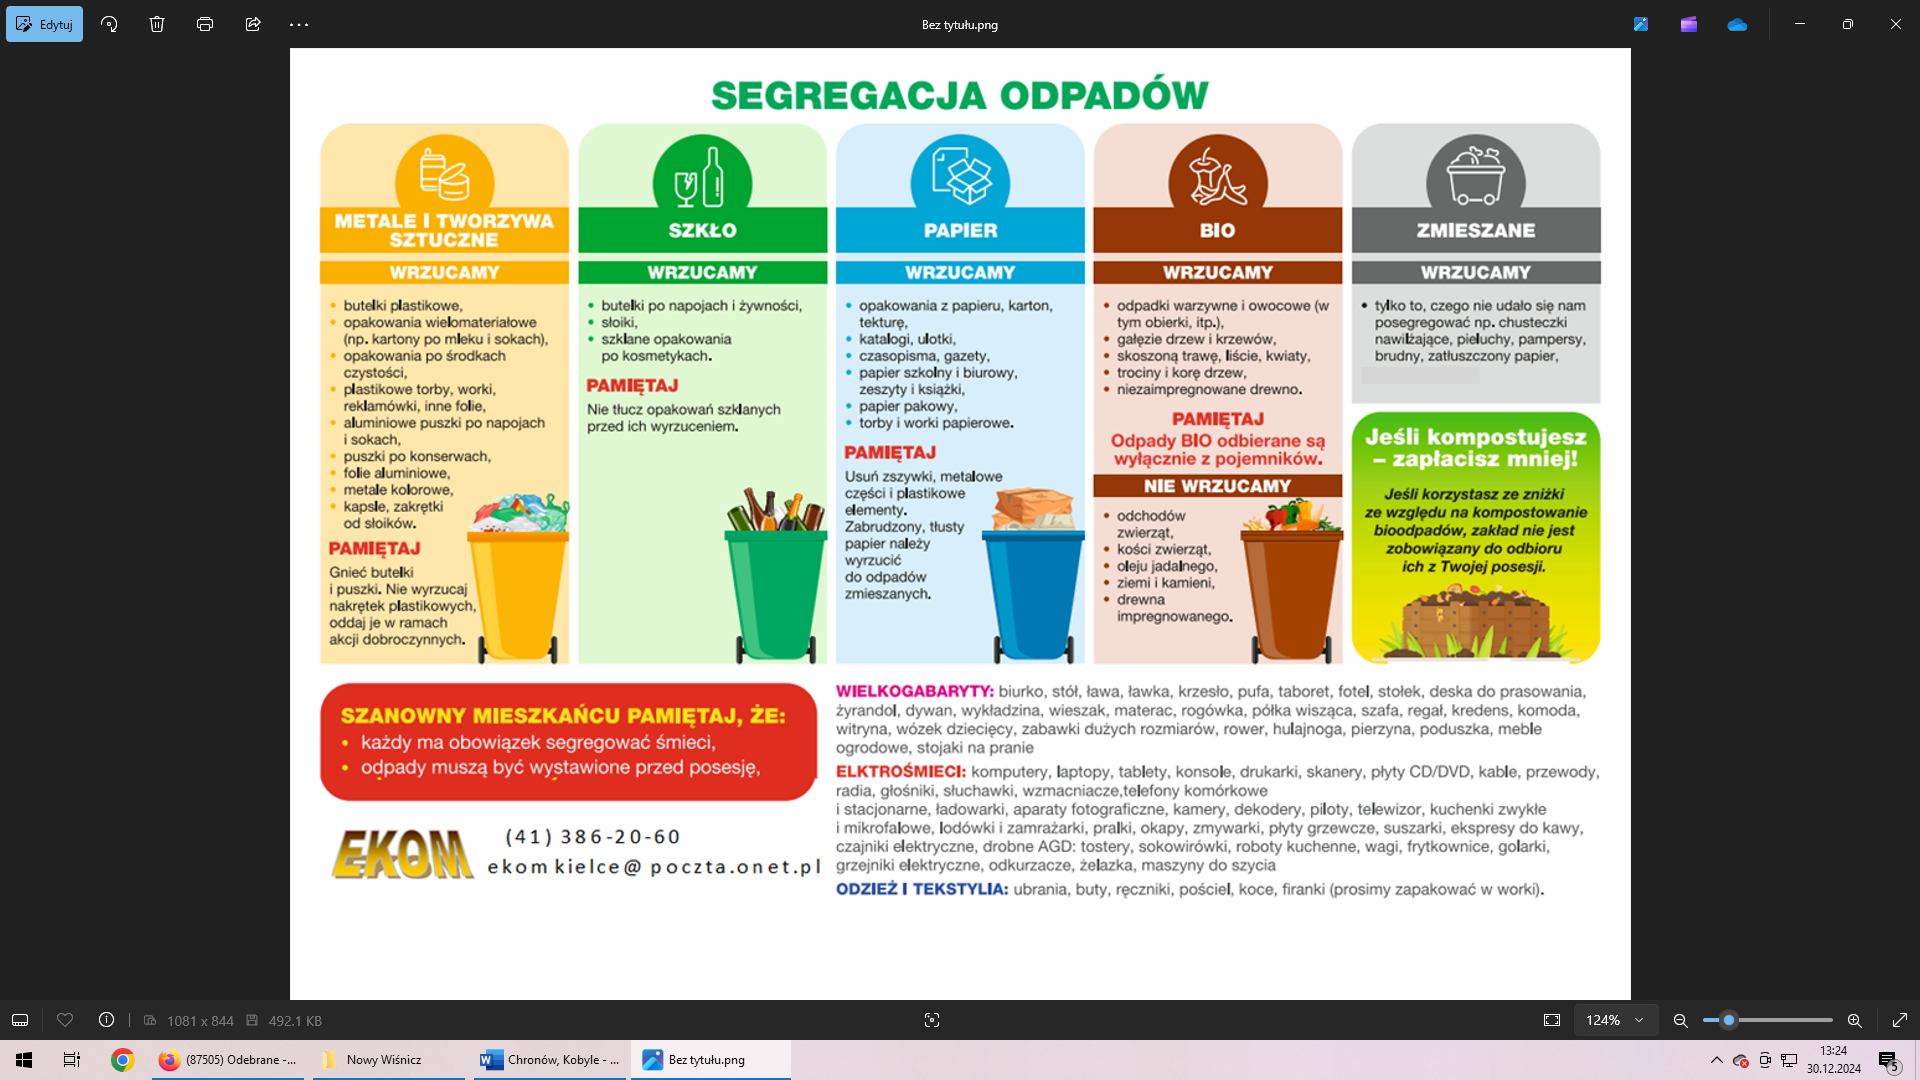 Edytuj
Bez tytułu.png
SEGREGACJA ODPADÓW
METALE I TWORZYWA
SZTUCZNE
WRZUCAMY
• butelki plastikowe,
• opakowania wielomateriałowe
(np. kartony po mleku i sokach),
• opakowania po środkach
czystości,
• plastikowe torby, worki,
reklamówki, inne folie,
• aluminiowe puszki po napojach
i sokach,
• puszki po konserwach,
• folie aluminiowe,
• metale kolorowe,
• kapsle, zakrętki
od słoików.
PAMIĘTAJ
Gnieć butelki
i puszki. Nie wyrzucaj
nakrętek plastikowych,
oddaj je w ramach
akcji dobroczynnych.
SZKŁO
WRZUCAMY
• butelki po napojach i żywności,
• słoiki,
• szklane opakowania
po kosmetykach.
PAMIĘTAJ
Nie tłucz opakowań szklanych
przed ich wyrzuceniem.
PAPIER
WRZUCAMY
• opakowania z papieru, karton,
tekturę,
• katalogi, ulotki,
• czasopisma, gazety,
• papier szkolny i biurowy,
zeszyty i książki,
• papier pakowy,
• torby i worki papierowe.
PAMIĘTAJ
Usuń zszywki, metalowe
części i plastikowe
elementy.
Zabrudzony, tłusty
papier należy
wyrzucić
do odpadów
zmieszanych.
BIO
WRZUCAMY
• odpadki warzywne i owocowe (w
tym obierki, itp.),
• gałęzie drzew i krzewów,
• skoszoną trawę, liście, kwiaty,
• trociny i korę drzew,
• niezaimpregnowane drewno.
PAMIĘTAJ
Odpady BIO odbierane są
wyłącznie z pojemników.
NIE WRZUCAMY
• odchodów
zwierząt,
• kości zwierząt,
• oleju jadalnego,
• ziemi i kamieni,
• drewna
impregnowanego.
ZMIESZANE
WRZUCAMY
• tylko to, czego nie udało się nam
posegregować np. chusteczki
nawilżające, pieluchy, pampersy,
brudny, zatłuszczony papier,
Jeśli kompostujesz
– zapłacisz mniej!
Jeśli korzystasz ze zniżki
ze względu na kompostowanie
bioodpadów, zakład nie jest
zobowiązany do odbioru
ich z Twojej posesji.
SZANOWNY MIESZKAŃCU PAMIĘTAJ, ŻE:
• każdy ma obowiązek segregować śmieci,
• odpady muszą być wystawione przed posesję,
EKOM
(41) 386-20-60
ekomkielce@poczta.onet.pl
WIELKOGABARYTY: biurko, stół, ława, ławka, krzesło, pufa, taboret, fotel, stołek, deska do prasowania,
żyrandol, dywan, wykładzina, wieszak, materac, rogówka, półka wisząca, szafa, regał, kredens, komoda,
witryna, wózek dziecięcy, zabawki dużych rozmiarów, rower, hulajnoga, pierzyna, poduszka, meble
ogrodowe, stojaki na pranie
ELKTROŚMIECI: komputery, laptopy, tablety, konsole, drukarki, skanery, płyty CD/DVD, kable, przewody,
radia, głośniki, słuchawki, wzmacniacze,telefony komórkowe
i stacjonarne, ładowarki, aparaty fotograficzne, kamery, dekodery, piloty, telewizor, kuchenki zwykłe
i mikrofalowe, lodówki i zamrażarki, pralki, okapy, zmywarki, płyty grzewcze, suszarki, ekspresy do kawy,
czajniki elektryczne, drobne AGD: tostery, sokowirówki, roboty kuchenne, wagi, frytkownice, golarki,
grzejniki elektryczne, odkurzacze, żelazka, maszyny do szycia
ODZIEŻ I TEKSTYLIA: ubrania, buty, ręczniki, pościel, koce, firanki (prosimy zapakować w worki).
1081 x 844
492.1 KB
124%
(87505) Odebrane -...
Nowy Wiśnicz
Chronów, Kobyle - ...
Bez tytułu.png
13:24
30.12.2024
5